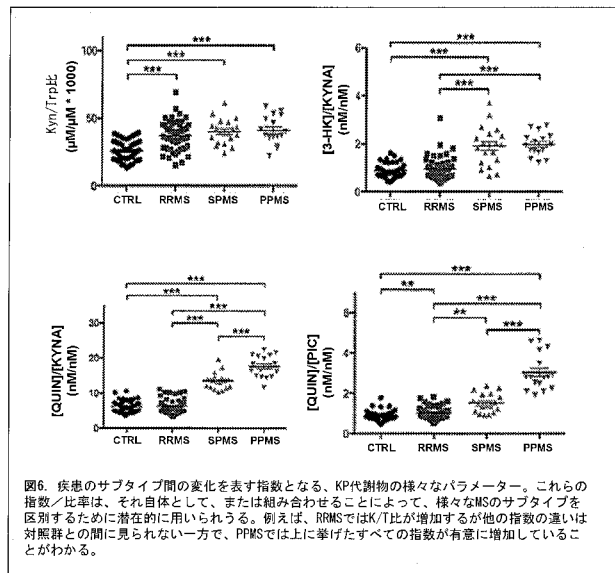 Kyn/Trp比
(μM/μM * 1000)
100
50
0
***
***
***
CTRL
RRMS
SPMS
PPMS
[3-HK]/[KYNA]
(nM/nM)
6
4
2
0
***
***
***
***
CTRL
RRMS
SPMS
PPMS
[QUIN]/[KYNA]
(nM/nM)
30
20
10
0
***
***
***
***
***
CTRL
RRMS
SPMS
PPMS
[QUIN]/[PIC]
(nM/nM)
6
4
2
0
***
**
***
**
***
CTRL
RRMS
SPMS
PPMS
図6. 疾患のサブタイプ間の変化を表す指数となる、KP代謝物の様々なパラメーター。これらの
指数/比率は、それ自体として、または組み合わせることによって、様々なMSのサブタイプを
区別するために潜在的に用いられうる。例えば、RRMSではK/T比が増加するが他の指数の違いは
対照群との間に見られない一方で、PPMSでは上に挙げたすべての指数が有意に増加しているこ
とがわかる。